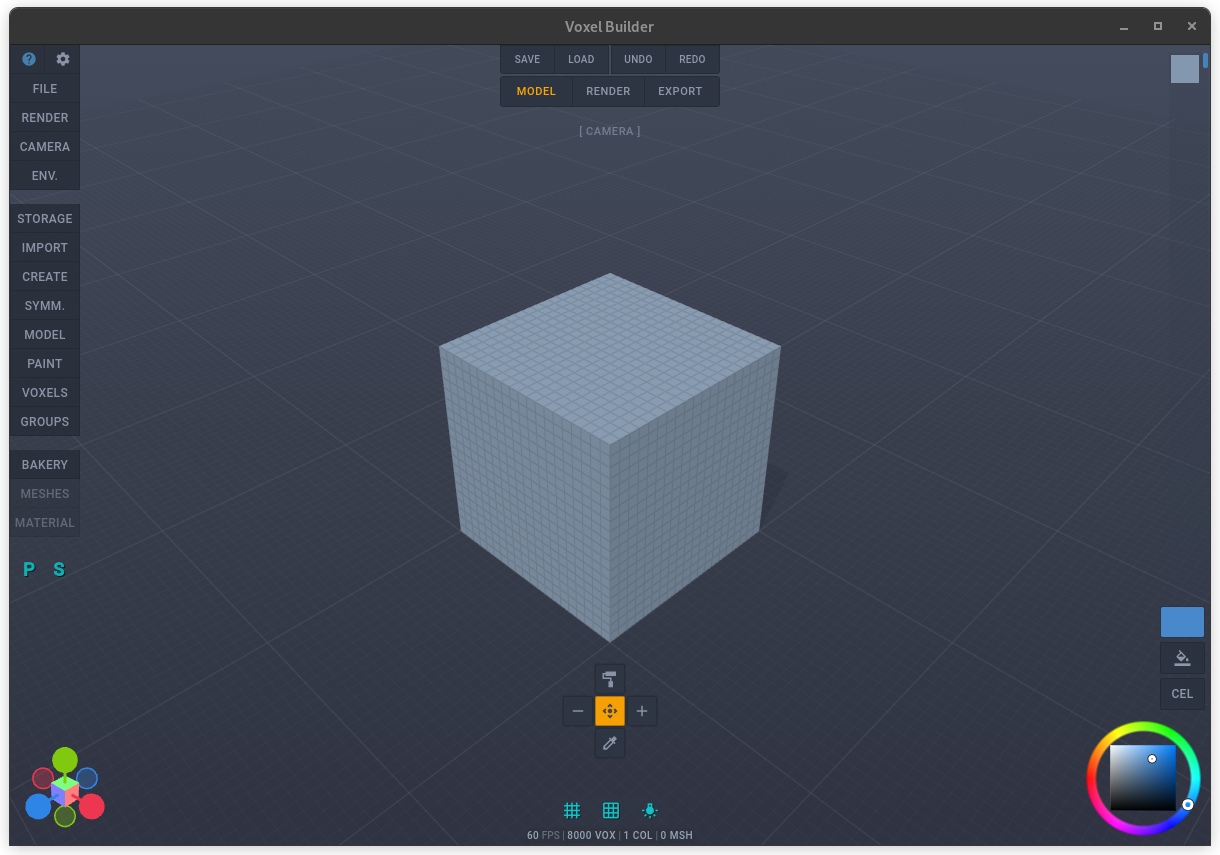 Voxel Builder
SAVE LOAD UNDO REDO
MODEL RENDER EXPORT
[ CAMERA ]
?
FILE
RENDER
CAMERA
ENV.
STORAGE
IMPORT
CREATE
SYMM.
MODEL
PAINT
VOXELS
GROUPS
BAKERY
MESHES
MATERIAL
P S
CEL
60 FPS | 8000 VOX | 1 COL | 0 MSH